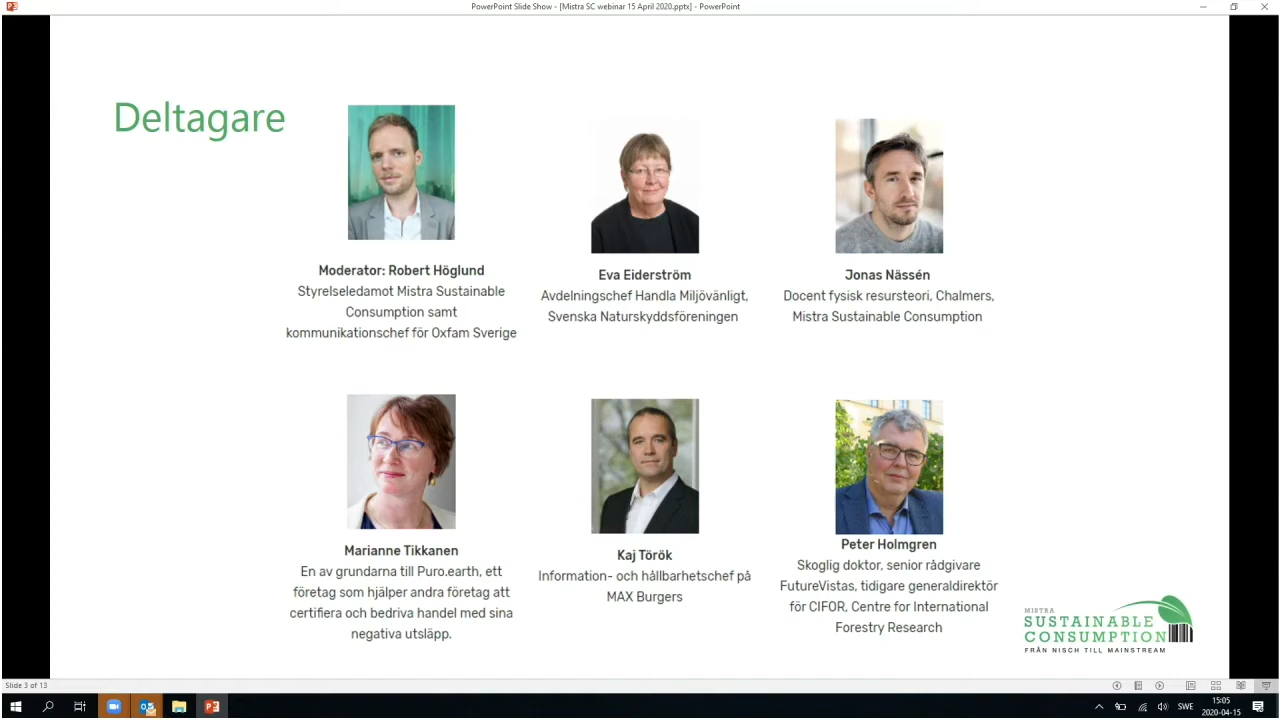 PowerPoint Slide Show - [Mistra SC webinar 15 April 2020.pptx] - PowerPoint
Deltagare
Moderator: Robert Höglund
Styrelseledamot Mistra Sustainable
Consumption samt
kommunikationschef för Oxfam Sverige
Eva Eiderström
Avdelningschef Handla Miljövänligt,
Svenska Naturskyddsföreningen
Jonas Nässén
Docent fysisk resursteori, Chalmers,
Mistra Sustainable Consumption
Marianne Tikkanen
En av grundarna till Puro.earth, ett
företag som hjälper andra företag att
certifiera och bedriva handel med sina
negativa utsläpp.
Kaj Török
Information- och hållbarhetschef på
MAX Burgers
Peter Holmgren
Skoglig doktor, senior rådgivare
FutureVistas, tidigare generaldirektör
för CIFOR, Centre for International
Forestry Research
MISTRA
SUSTAINABLE
CONSUMPTION
FRÅN NISCH TILL MAINSTREAM
Slide 3 of 13
SWE
15:05
2020-04-15